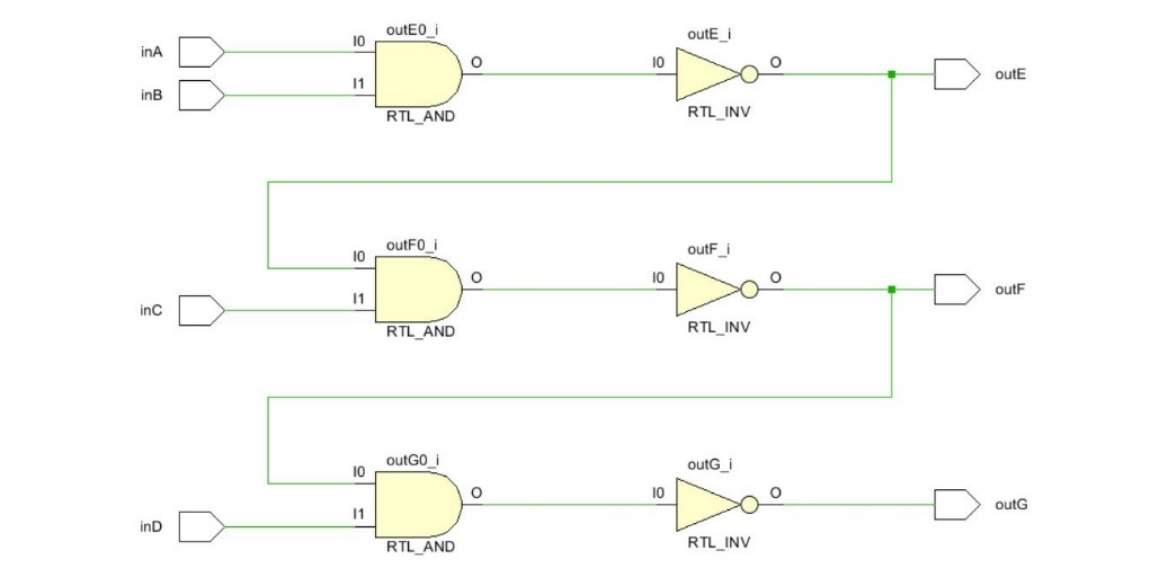 outE0_i
outE_i
inA
I0
O
I0
O
outE
I1
inB
RTL_AND
RTL_INV
outF0_i
outF_i
I0
O
I0
O
outF
I1
inC
RTL_AND
RTL_INV
outG0_i
outG_i
I0
O
I0
O
outG
I1
inD
RTL_AND
RTL_INV